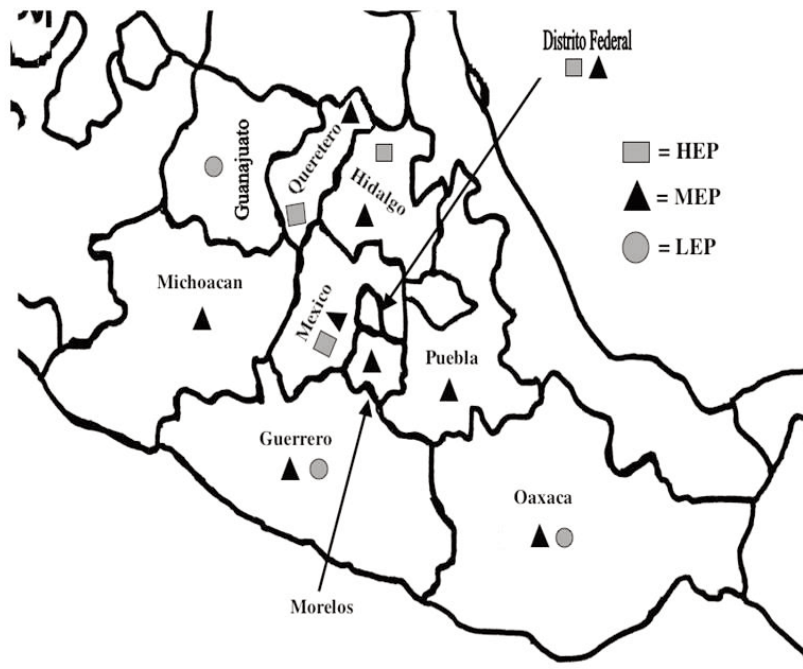 Distrito Federal
= HEP
= MEP
= LEP
Guanajuato
Queretero
Hidalgo
Michoacan
Mexico
Puebla
Guerrero
Oaxaca
Morelos